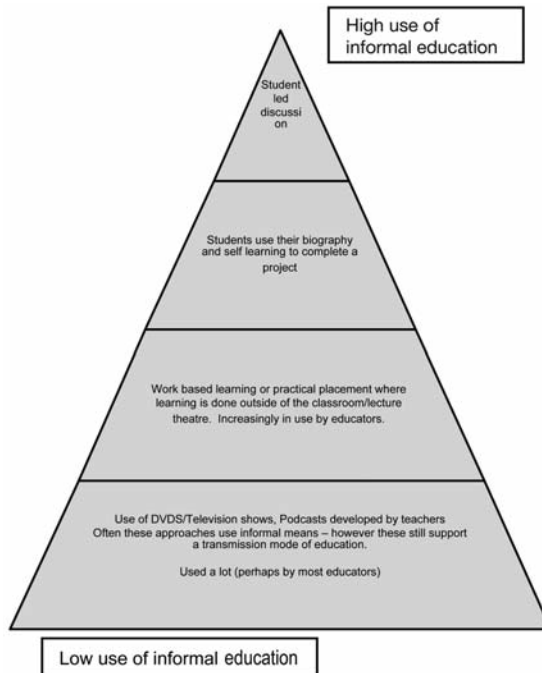 High use of
informal education
Student
led
discussi
on
Students use their biography
and self learning to complete a
project
Work based learning or practical placement where
learning is done outside of the classroom/lecture
theatre. Increasingly in use by educators.
Use of DVDS/Television shows, Podcasts developed by teachers
Often these approaches use informal means – however these still support
a transmission mode of education.
Used a lot (perhaps by most educators)
Low use of informal education